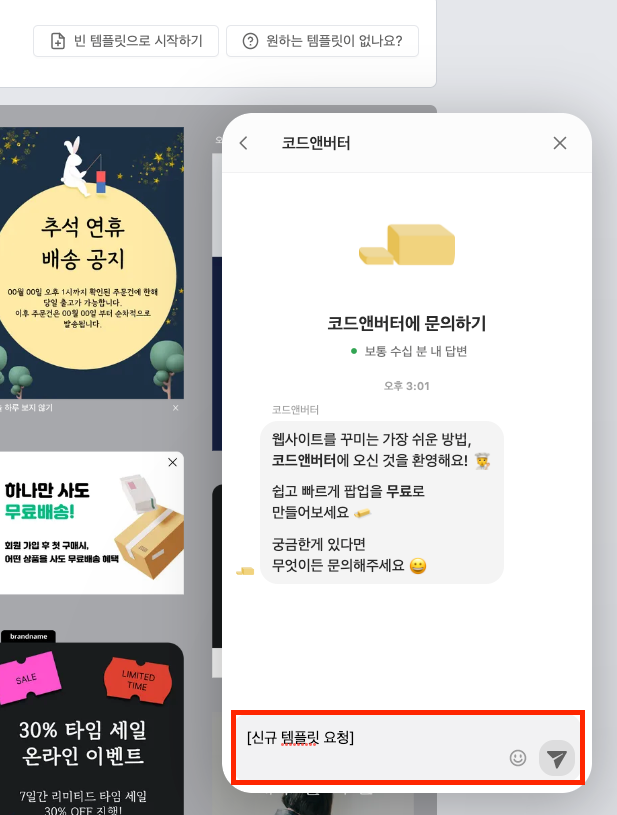 빈 템플릿으로 시작하기
원하는 템플릿이 없나요?
추석 연휴
배송 공지
00월 00일 오후 1시까지 확인된 주문건에 한해
당일 출고가 가능합니다.
이후 주문건은 00월 00일 부터 순차적으로
발송됩니다.
하루 보지 않기
하나만 사도
무료배송!
회원 가입 후 첫 구매시,
어떤 상품을 사도 무료배송 혜택
brandname
SALE
LIMITED
TIME
30% 타임 세일
온라인 이벤트
7일간 리미티드 타임 세일
30% OFF 진행!
코드앤버터
코드앤버터에 문의하기
보통 수십 분 내 답변
오후 3:01
코드앤버터
웹사이트를 꾸미는 가장 쉬운 방법,
코드앤버터에 오신 것을 환영해요!
쉽고 빠르게 팝업을 무료로
만들어보세요
궁금한게 있다면
무엇이든 문의해주세요
[신규 템플릿 요청]